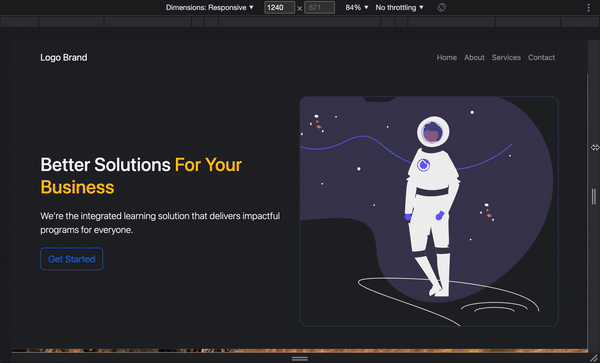 Dimensions: Responsive ▼ 1240 × 671 84% ▼ No throttling ▼
Logo Brand
Home About Services Contact
Better Solutions For Your
Business
We're the integrated learning solution that delivers impactful
programs for everyone.
Get Started